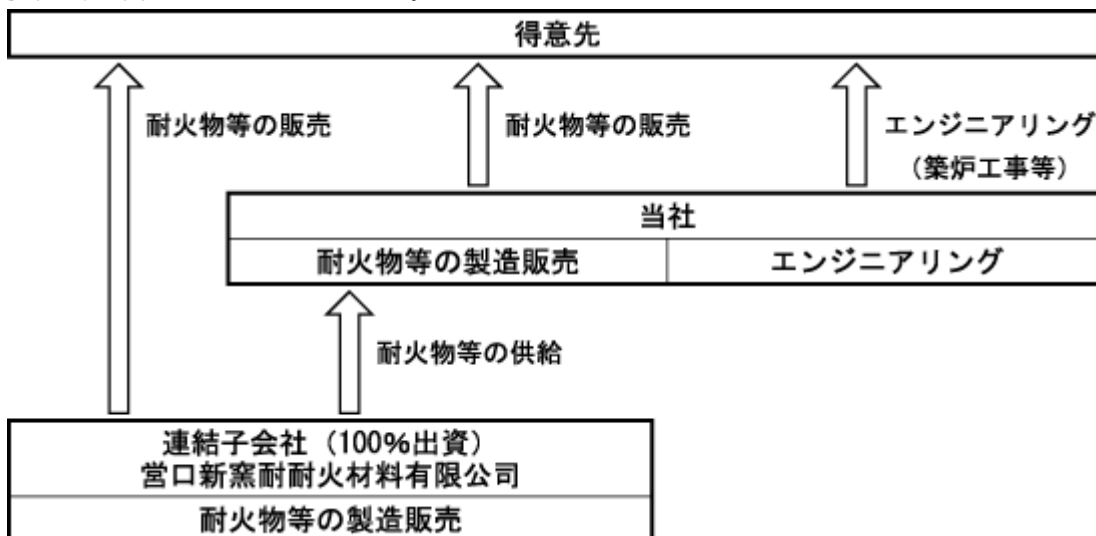 得意先
耐火物等の販売
耐火物等の販売
エンジニアリング
（築炉工事等）
当社
耐火物等の製造販売
エンジニアリング
耐火物等の供給
連結子会社（100%出資）
営口新窯耐耐火材料有限公司
耐火物等の製造販売